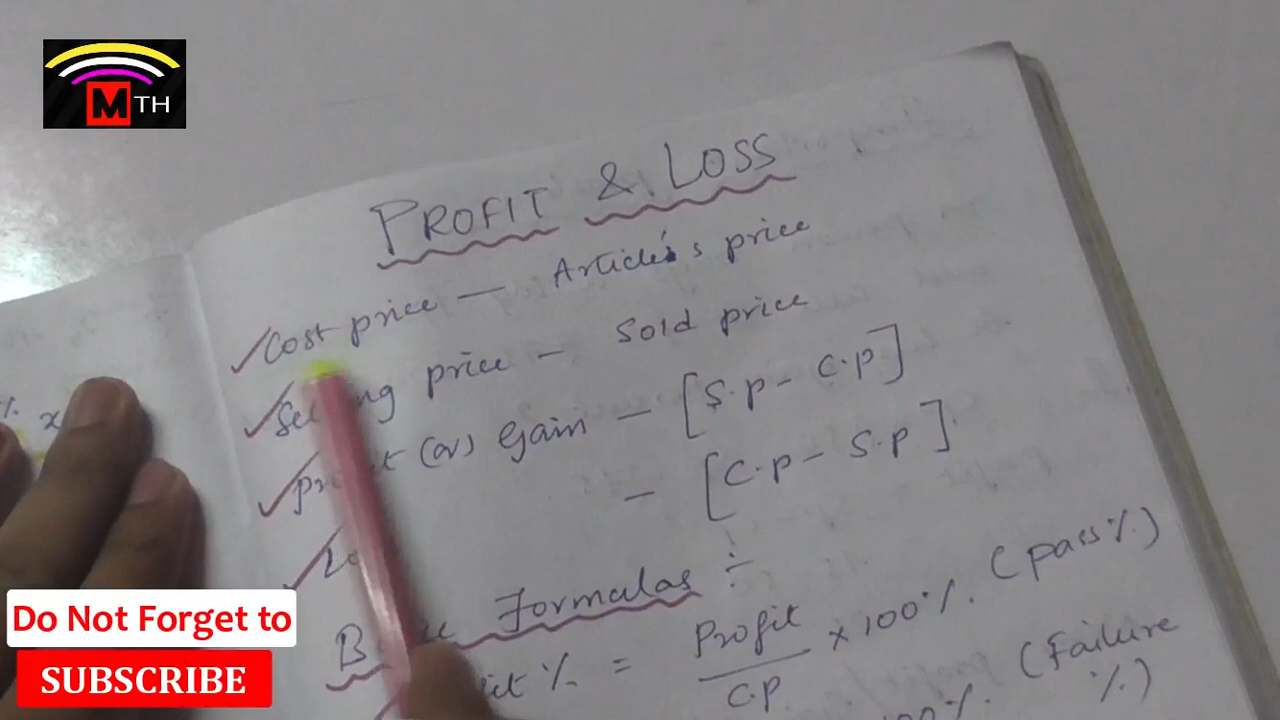 MTH
PROFIT & LOSS
Cost price — Article's price
price — Sold price
(or) Gain — [S.p - C.p]
— [C.p - S.p].
Formulas ÷
% = Profit × 100%. (pass%)
C.p
(Failure
%)
% x
Do Not Forget to
SUBSCRIBE